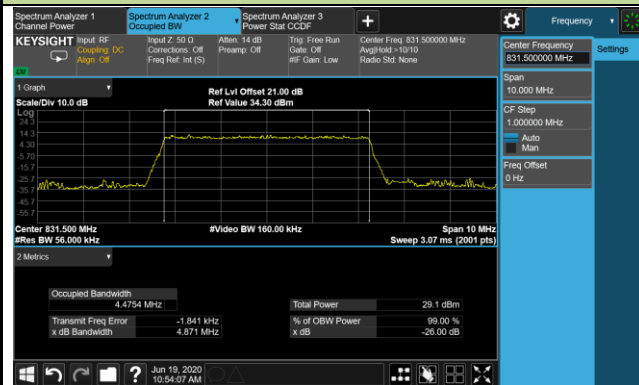 Spectrum Analyzer 1
Channel Power
Spectrum Analyzer 2
Occupied BW
Spectrum Analyzer 3
Power Stat CCDF
Frequency
KEYSIGHT
Input: RF
Coupling: DC
Align: Off
Input Z: 50 Ω
Corrections: Off
Freq Ref: Int (S)
Atten: 14 dB
Preamp: Off
Trig: Free Run
Gate: Off
#IF Gain: Low
Center Freq: 831.500000 MHz
Avg|Hold:>10/10
Radio Std: None
Center Frequency
831.500000 MHz
Settings
Span
10.000 MHz
CF Step
1.000000 MHz
Auto
Man
Freq Offset
0 Hz
1 Graph
Ref Lvl Offset 21.00 dB
Scale/Div 10.0 dB
Ref Value 34.30 dBm
Log
24.3
14.3
4.30
-5.70
-15.7
-25.7
-35.7
-45.7
-55.7
Center 831.500 MHz
#Video BW 160.00 kHz
Span 10 MHz
#Res BW 56.000 kHz
Sweep 3.07 ms (2001 pts)
2 Metrics
Occupied Bandwidth
4.4754 MHz
Total Power 29.1 dBm
Transmit Freq Error -1.841 kHz
% of OBW Power 99.00 %
x dB Bandwidth 4.871 MHz
x dB -26.00 dB
?
Jun 19, 2020
10:54:07 AM